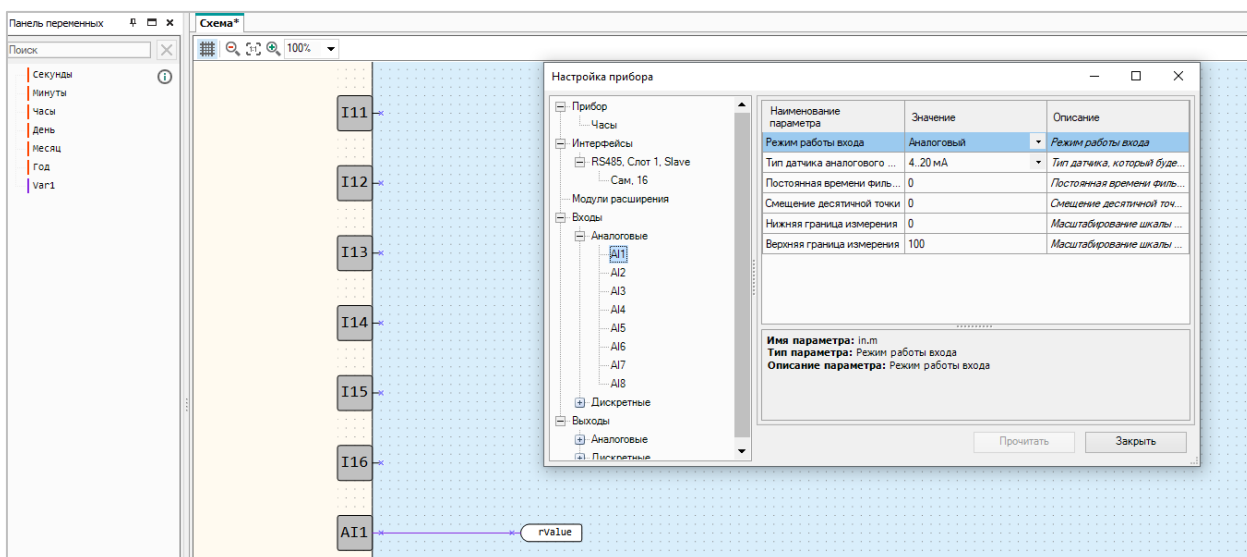 Панель переменных
Схема*
Поиск
100%
Секунды
Минуты
Часы
День
Месяц
Год
Var1
I11
I12
I13
I14
I15
I16
AI1
rValue
Настройка прибора
Прибор
Часы
Интерфейсы
RS485, Слот 1, Slave
Сам, 16
Модули расширения
Входы
Аналоговые
AI1
AI2
AI3
AI4
AI5
AI6
AI7
AI8
Дискретные
Выходы
Аналоговые
Дискретные
Наименование параметра Значение Описание
Режим работы входа Аналоговый Режим работы входа
Тип датчика аналогового ... 4..20 мА Тип датчика, который буде...
Постоянная времени филь... 0 Постоянная времени филь...
Смещение десятичной точки 0 Смещение десятичной точ...
Нижняя граница измерения 0 Масштабирование шкалы ...
Верхняя граница измерения 100 Масштабирование шкалы ...
Имя параметра: in.m
Тип параметра: Режим работы входа
Описание параметра: Режим работы входа
Прочитать Закрыть